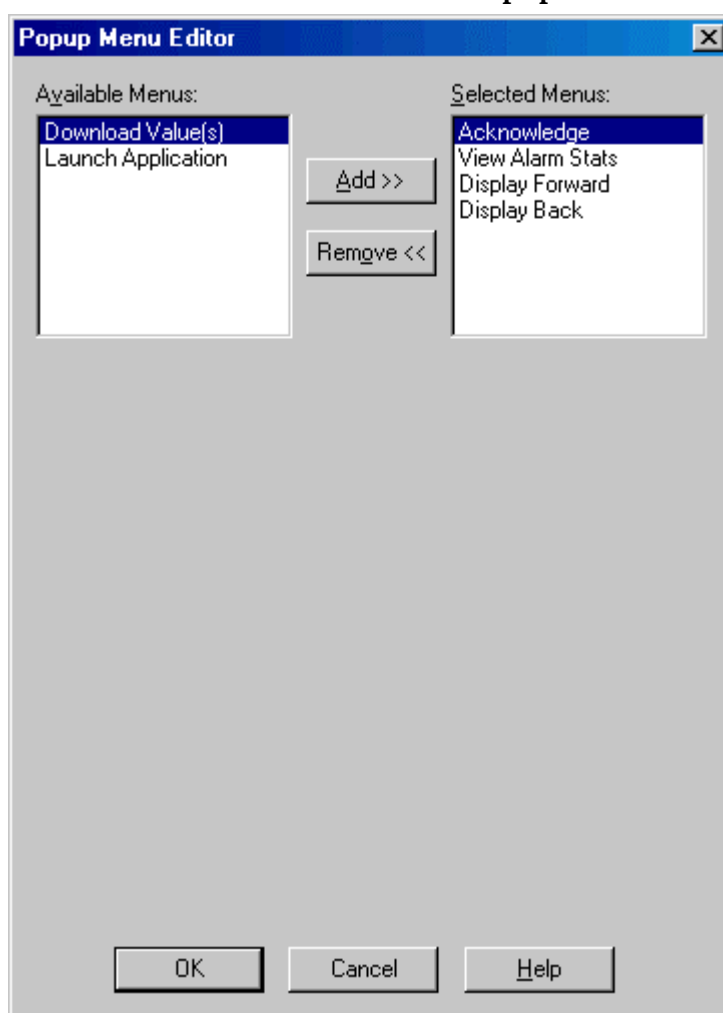 Popup Menu Editor
Available Menus:
Download Value(s)
Launch Application
Add >>
Remove <<
Selected Menus:
Acknowledge
View Alarm Stats
Display Forward
Display Back
OK
Cancel
Help